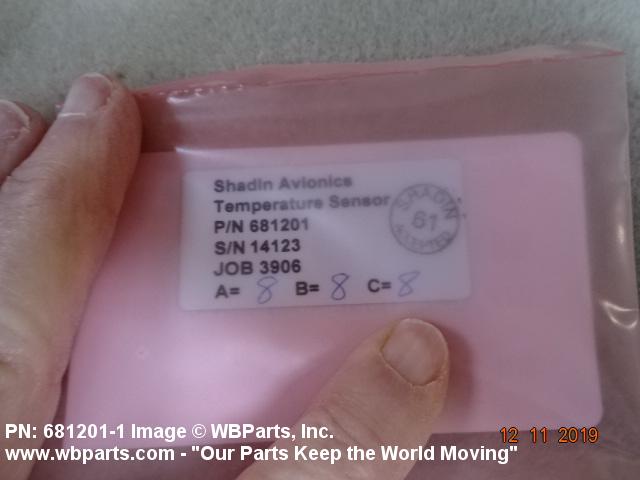 Shadin Avionics
Temperature Sensor
P/N 681201
S/N 14123
JOB 3906
A= 8 B= 8 C= 8
SHADIN
61
ACCEPTED
PN: 681201-1 Image © WBParts, Inc.
12 11 2019
www.wbparts.com - "Our Parts Keep the World Moving"